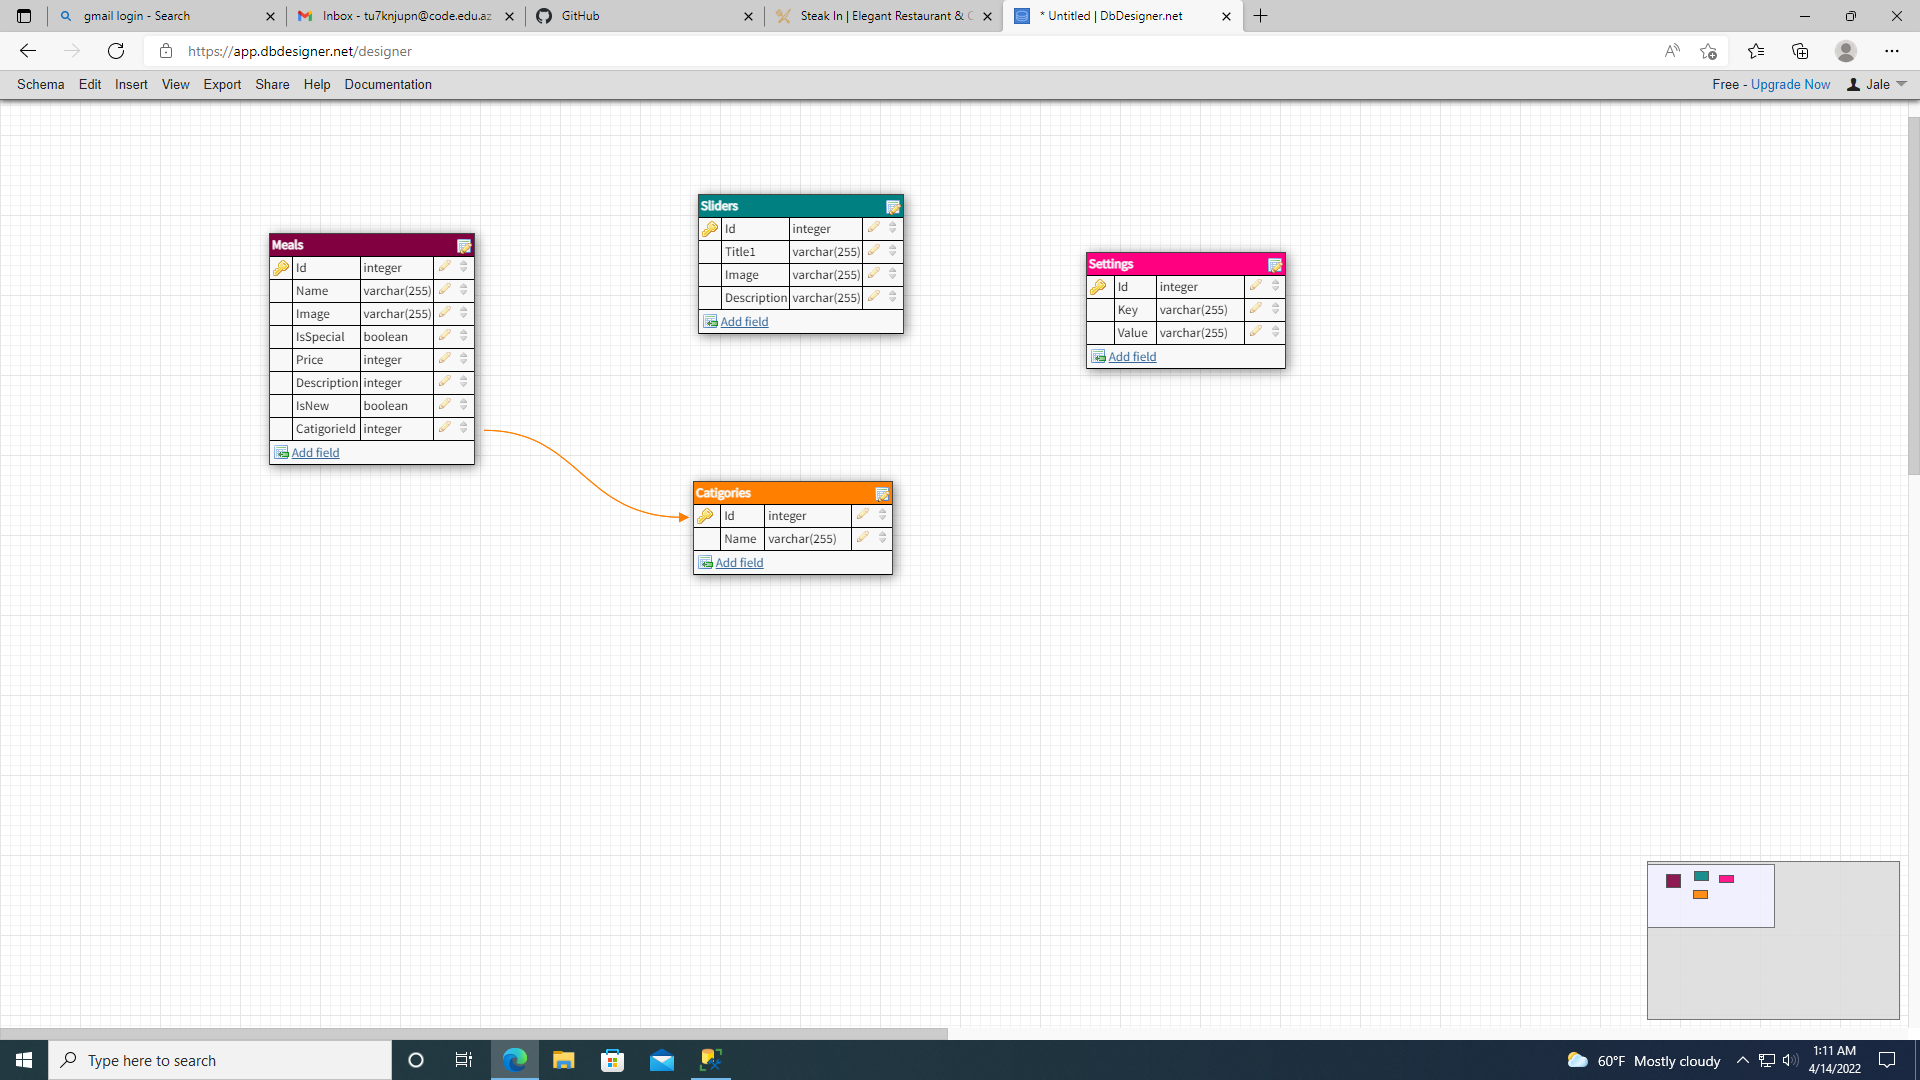 gmail login - Search
Inbox - tu7knjupn@code.edu.az
GitHub
Steak In | Elegant Restaurant &
* Untitled | DbDesigner.net
https://app.dbdesigner.net/designer
Schema Edit Insert View Export Share Help Documentation
Free - Upgrade Now Jale
Meals
Id integer
Name varchar(255)
Image varchar(255)
IsSpecial boolean
Price integer
Description integer
IsNew boolean
CatigorieId integer
Add field
Sliders
Id integer
Title1 varchar(255)
Image varchar(255)
Description varchar(255)
Add field
Settings
Id integer
Key varchar(255)
Value varchar(255)
Add field
Catigories
Id integer
Name varchar(255)
Add field
Type here to search
60°F Mostly cloudy
1:11 AM
4/14/2022